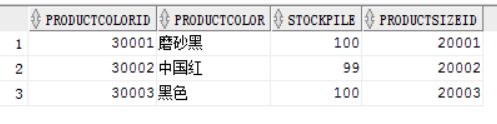 PRODUCTCOLORID PRODUCTCOLOR STOCKPILE PRODUCTSIZEID
1 30001 磨砂黑 100 20001
2 30002 中国红 99 20002
3 30003 黑色 100 20003